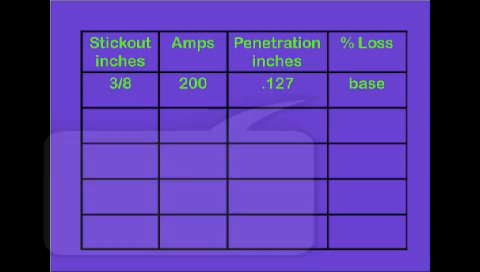 Stickout inches Amps Penetration inches % Loss
3/8 200 .127 base